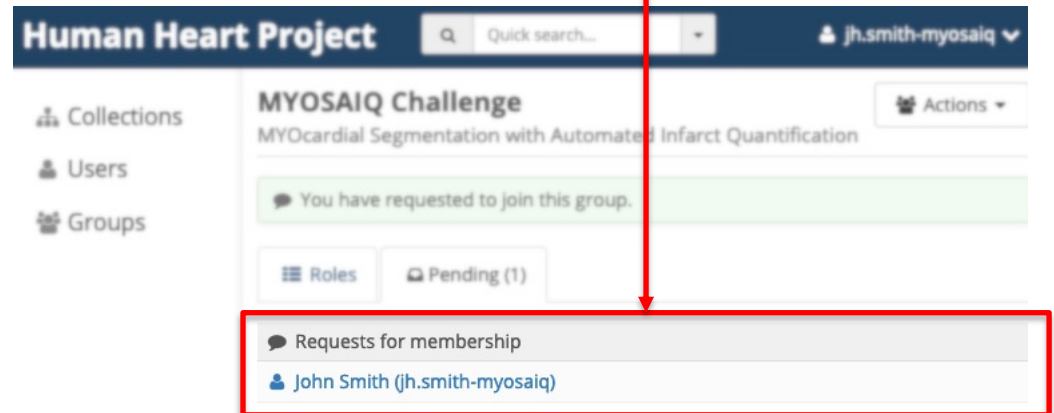 Human Heart Project
Quick search...
jh.smith-myosaiq
Collections
Users
Groups
MYOSAIQ Challenge
Actions
MYOcardial Segmentation with Automated Infarct Quantification
You have requested to join this group.
Roles
Pending (1)
Requests for membership
John Smith (jh.smith-myosaiq)